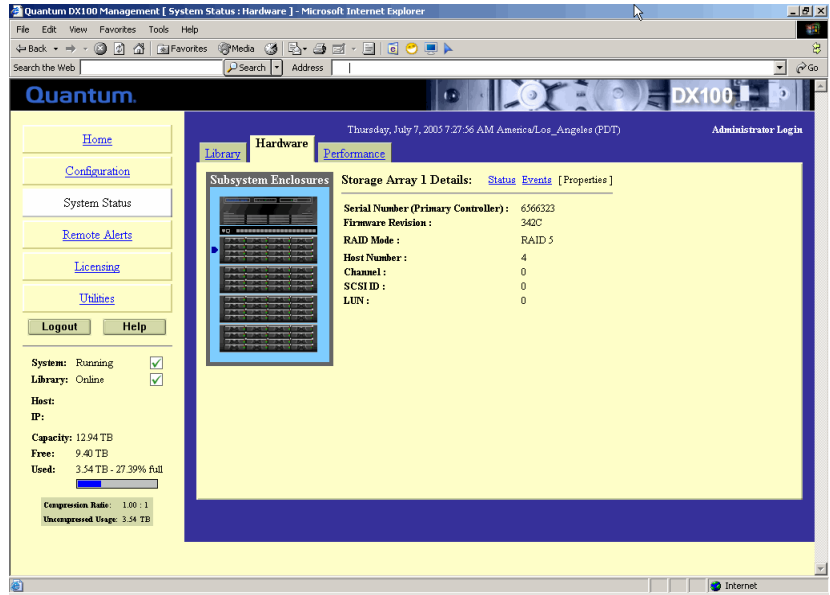 Quantum DX100 Management [ System Status : Hardware ] - Microsoft Internet Explorer
File Edit View Favorites Tools Help
Back Favorites Media
Search the Web Search Address Go
Quantum. DX100
Thursday, July 7, 2005 7:27:56 AM America/Los_Angeles (PDT) Administrator Login
Library Hardware Performance
Home
Configuration
System Status
Remote Alerts
Licensing
Utilities
Logout Help
System: Running
Library: Online
Host:
IP:
Capacity: 12.94 TB
Free: 9.40 TB
Used: 3.54 TB - 27.39% full
Compression Ratio: 1.00 : 1
Uncompressed Usage: 3.54 TB
Subsystem Enclosures
Storage Array 1 Details: Status Events [ Properties ]
Serial Number (Primary Controller) : 6566323
Firmware Revision : 342C
RAID Mode : RAID 5
Host Number : 4
Channel : 0
SCSI ID : 0
LUN : 0
Internet